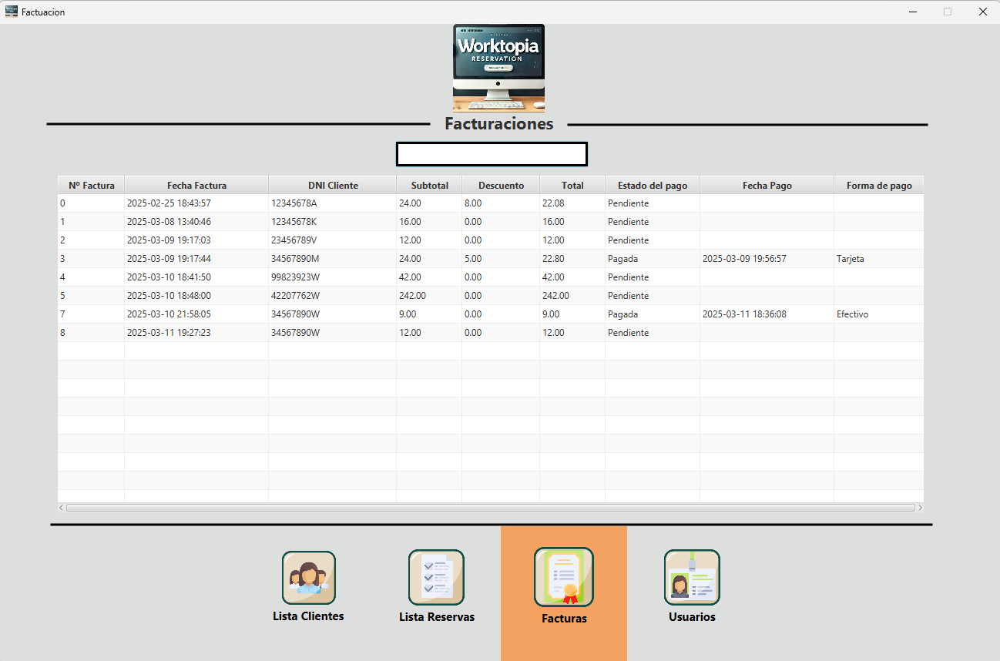 Factuacion
Worktopia
RESERVATION
Facturaciones
Nº Factura Fecha Factura DNI Cliente Subtotal Descuento Total Estado del pago Fecha Pago Forma de pago
0 2025-02-25 18:43:57 12345678A 24.00 8.00 22.08 Pendiente
1 2025-03-08 13:40:46 12345678K 16.00 0.00 16.00 Pendiente
2 2025-03-09 19:17:03 23456789V 12.00 0.00 12.00 Pendiente
3 2025-03-09 19:17:44 34567890M 24.00 5.00 22.80 Pagada 2025-03-09 19:56:57 Tarjeta
4 2025-03-10 18:41:50 99823923W 42.00 0.00 42.00 Pendiente
5 2025-03-10 18:48:00 42207762W 242.00 0.00 242.00 Pendiente
7 2025-03-10 21:58:05 34567890W 9.00 0.00 9.00 Pagada 2025-03-11 18:36:08 Efectivo
8 2025-03-11 19:27:23 34567890W 12.00 0.00 12.00 Pendiente
Lista Clientes Lista Reservas Facturas Usuarios